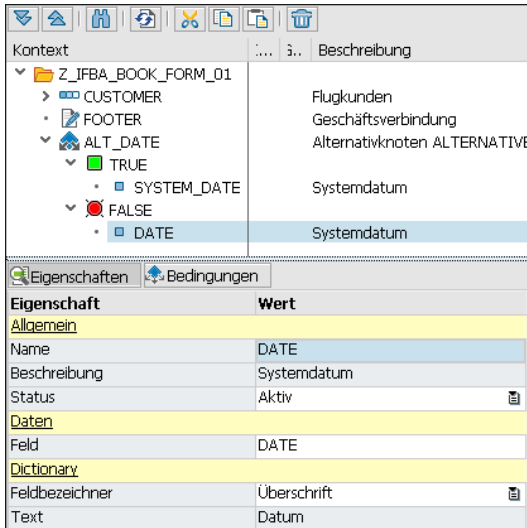 Kontext Beschreibung
Z_IFBA_BOOK_FORM_01
CUSTOMER Flugkunden
FOOTER Geschäftsverbindung
ALT_DATE Alternativknoten ALTERNATIVE
TRUE
SYSTEM_DATE Systemdatum
FALSE
DATE Systemdatum
Eigenschaften Bedingungen
Eigenschaft Wert
Allgemein
Name DATE
Beschreibung Systemdatum
Status Aktiv
Daten
Feld DATE
Dictionary
Feldbezeichner Überschrift
Text Datum